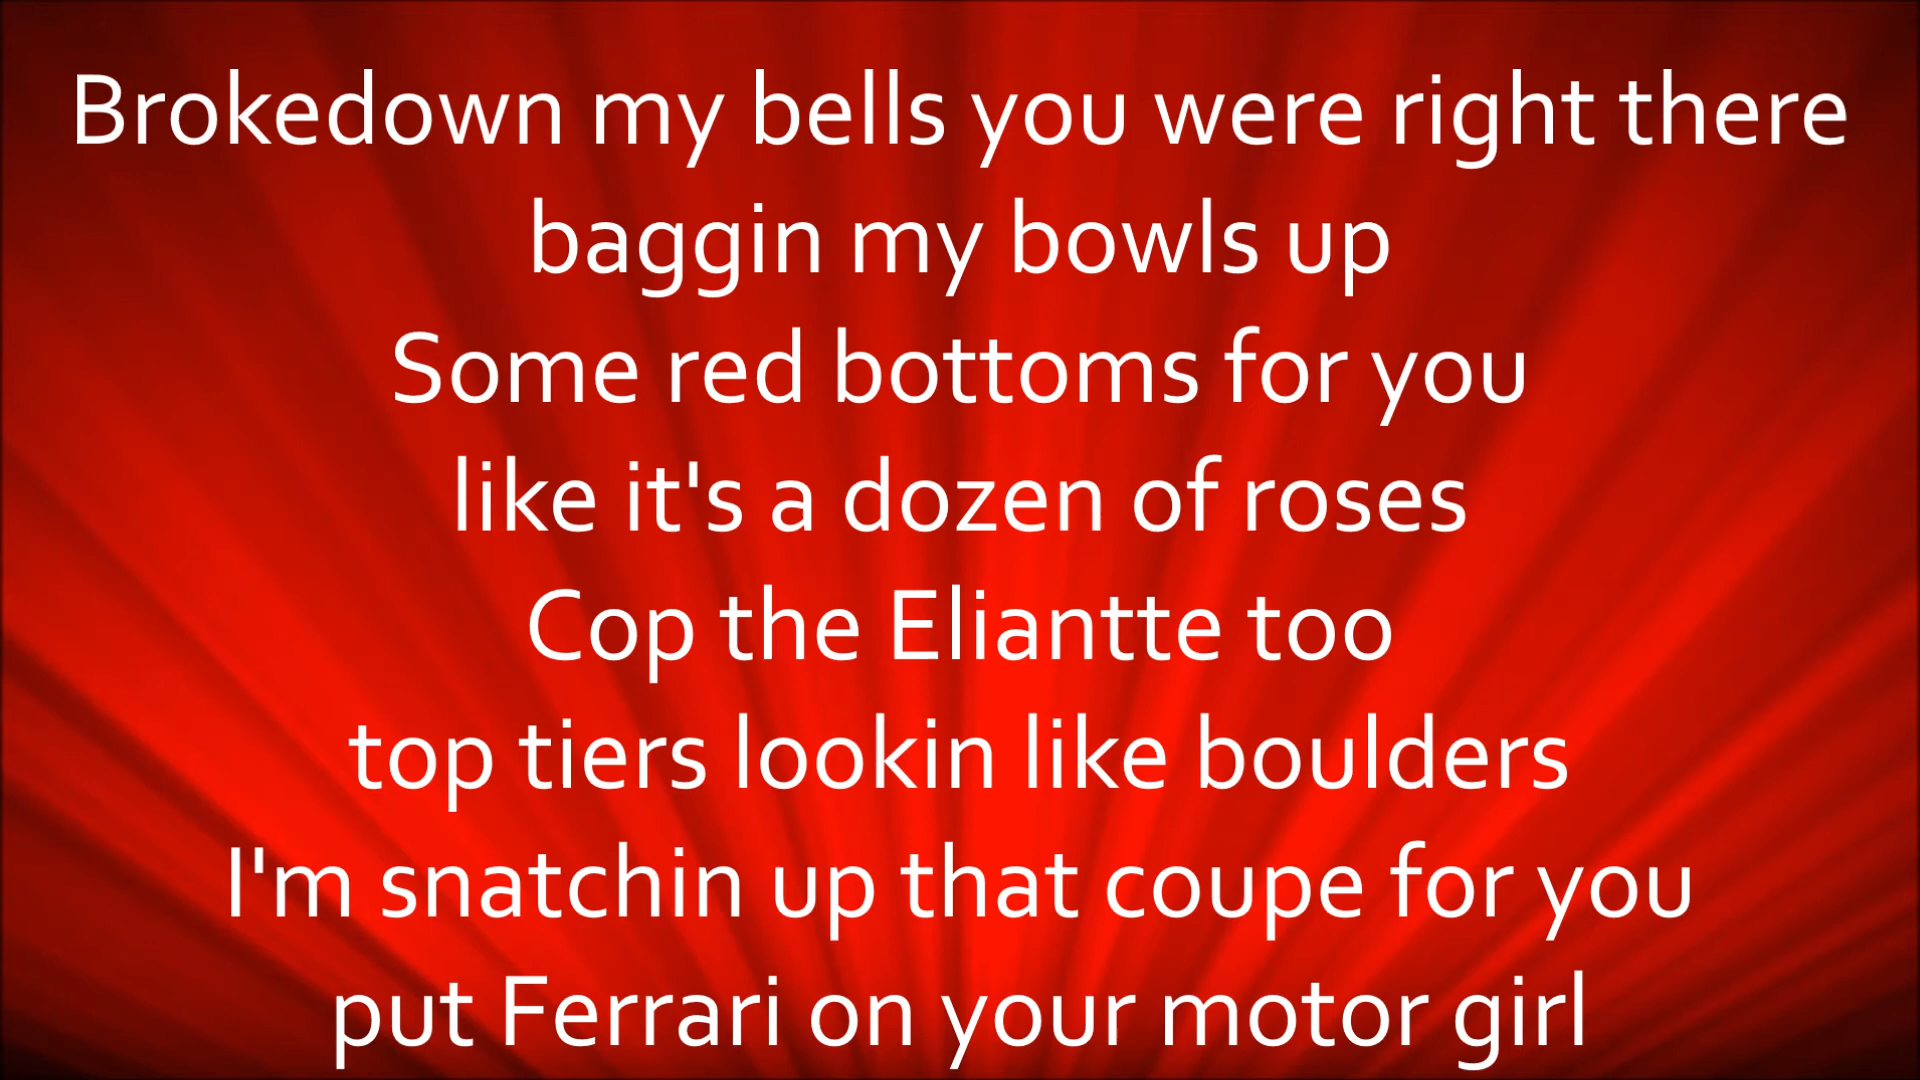 Brokedown my bells you were right there
baggin my bowls up
Some red bottoms for you
like it's a dozen of roses
Cop the Eliantte too
top tiers lookin like boulders
I'm snatchin up that coupe for you
put Ferrari on your motor girl